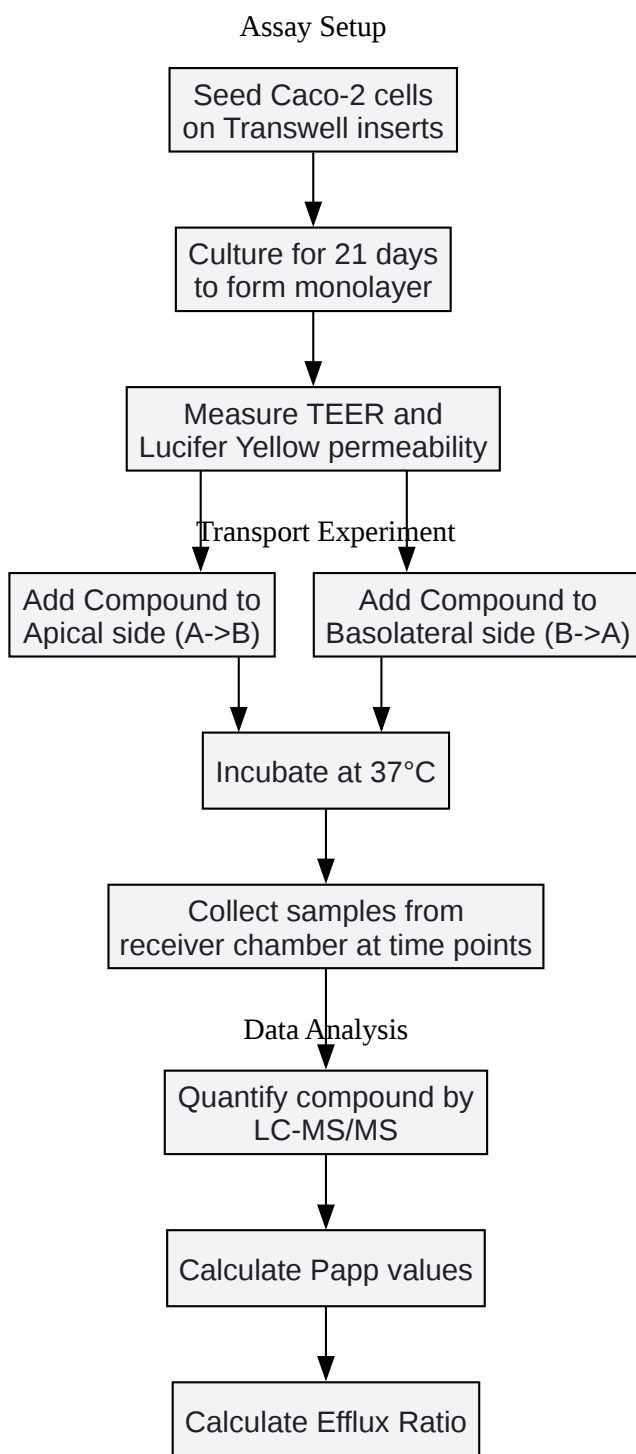 Assay Setup
Seed Caco-2 cells
on Transwell inserts
Culture for 21 days
to form monolayer
Measure TEER and
Lucifer Yellow permeability
Transport Experiment
Add Compound to
Apical side (A->B)
Add Compound to
Basolateral side (B->A)
Incubate at 37°C
Collect samples from
receiver chamber at time points
Data Analysis
Quantify compound by
LC-MS/MS
Calculate Papp values
Calculate Efflux Ratio